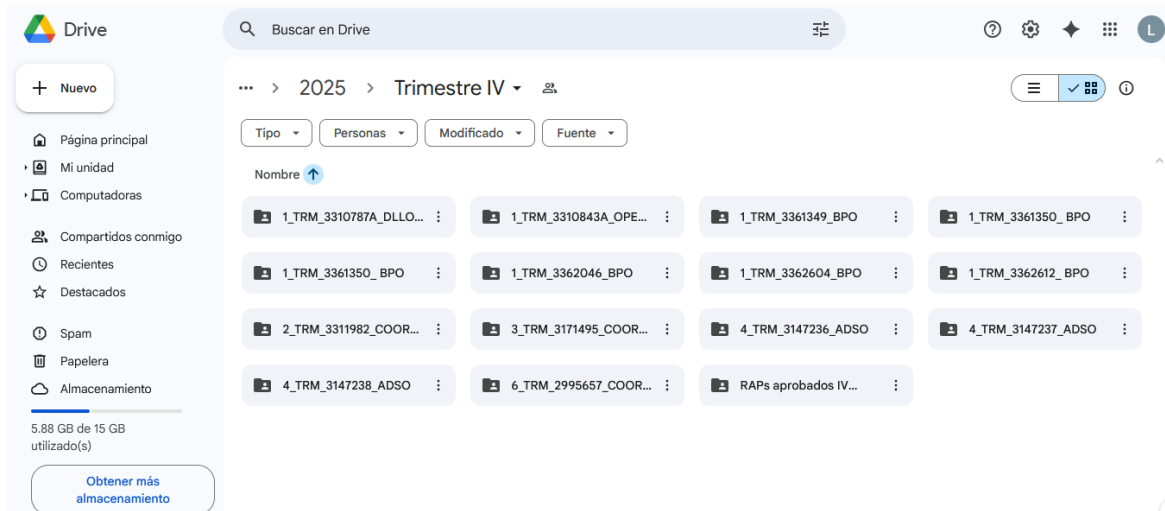 Drive
Buscar en Drive
L
Nuevo
... > 2025 > Trimestre IV
Tipo Personas Modificado Fuente
Nombre
Página principal
Mi unidad
Computadoras
Compartidos conmigo
Recientes
Destacados
Spam
Papelera
Almacenamiento
5.88 GB de 15 GB
utilizado(s)
Obtener más
almacenamiento
1_TRM_3310787A_DLLO... 1_TRM_3310843A_OPE... 1_TRM_3361349_BPO 1_TRM_3361350_ BPO
1_TRM_3361350_ BPO 1_TRM_3362046_BPO 1_TRM_3362604_BPO 1_TRM_3362612_ BPO
2_TRM_3311982_COOR... 3_TRM_3171495_COOR... 4_TRM_3147236_ADSO 4_TRM_3147237_ADSO
4_TRM_3147238_ADSO 6_TRM_2995657_COOR... RAPs aprobados IV...